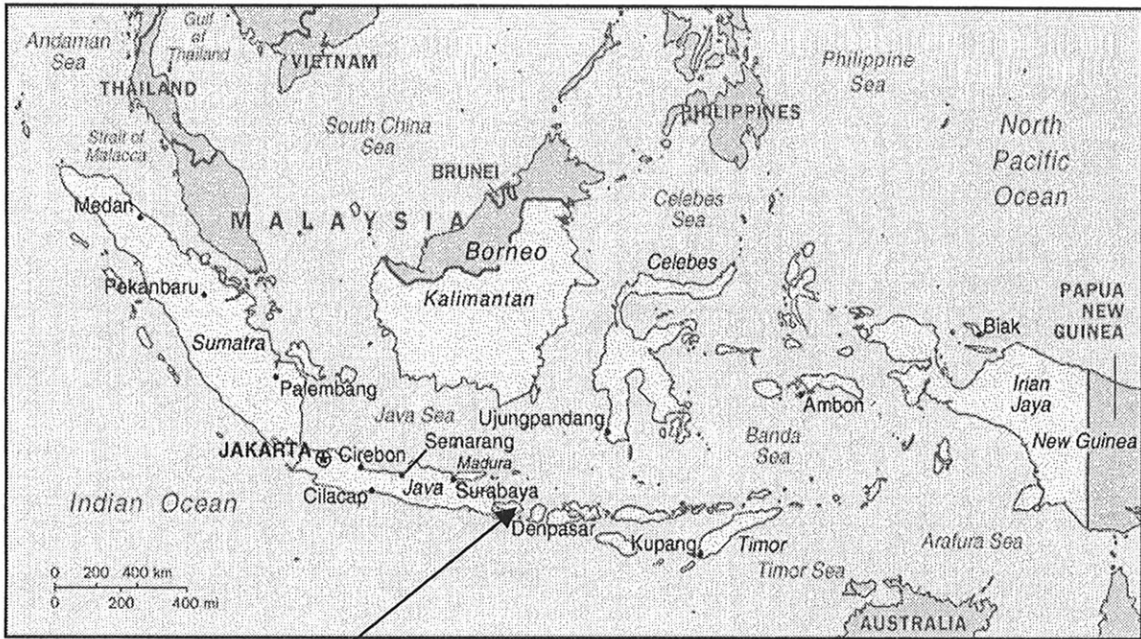 Andaman
Sea
Gulf
of
Thailand
VIETNAM
THAILAND
Strait of
Malacca
South China
Sea
PHILIPPINES
Philippine
Sea
North
Pacific
Ocean
BRUNEI
Celebes
Sea
Medan
MALAYSIA
Borneo
Celebes
Pekanbaru
Kalimantan
PAPUA
NEW
GUINEA
Biak
Sumatra
Irian
Jaya
Palembang
Java Sea
Ujungpandang
Ambon
Banda
Sea
New Guinea
JAKARTA
Cirebon
Semarang
Madura
Java
Surabaya
Cilacap
Indian Ocean
Denpasar
Kupang
Timor
Timor Sea
Arafura Sea
0 200 400 km
0 200 400 mi
AUSTRALIA